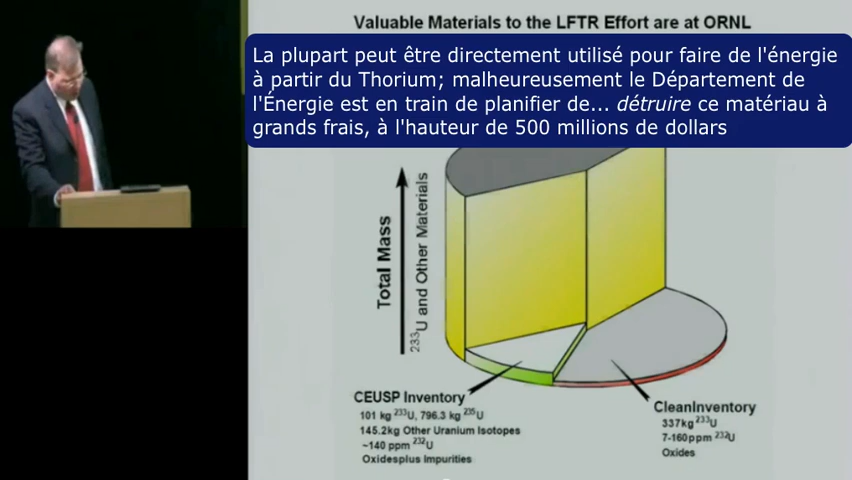 Valuable Materials to the LFTR Effort are at ORNL
La plupart peut être directement utilisé pour faire de l'énergie
à partir du Thorium; malheureusement le Département de
l'Énergie est en train de planifier de... détruire ce matériau à
grands frais, à l'hauteur de 500 millions de dollars
Total Mass
²³³U and Other Materials
CEUSP Inventory
101 kg ²³³U, 796.3 kg ²³⁵U
145.2kg Other Uranium Isotopes
~140 ppm ²³²U
Oxidesplus Impurities
CleanInventory
337kg ²³³U
7-160ppm ²³²U
Oxides